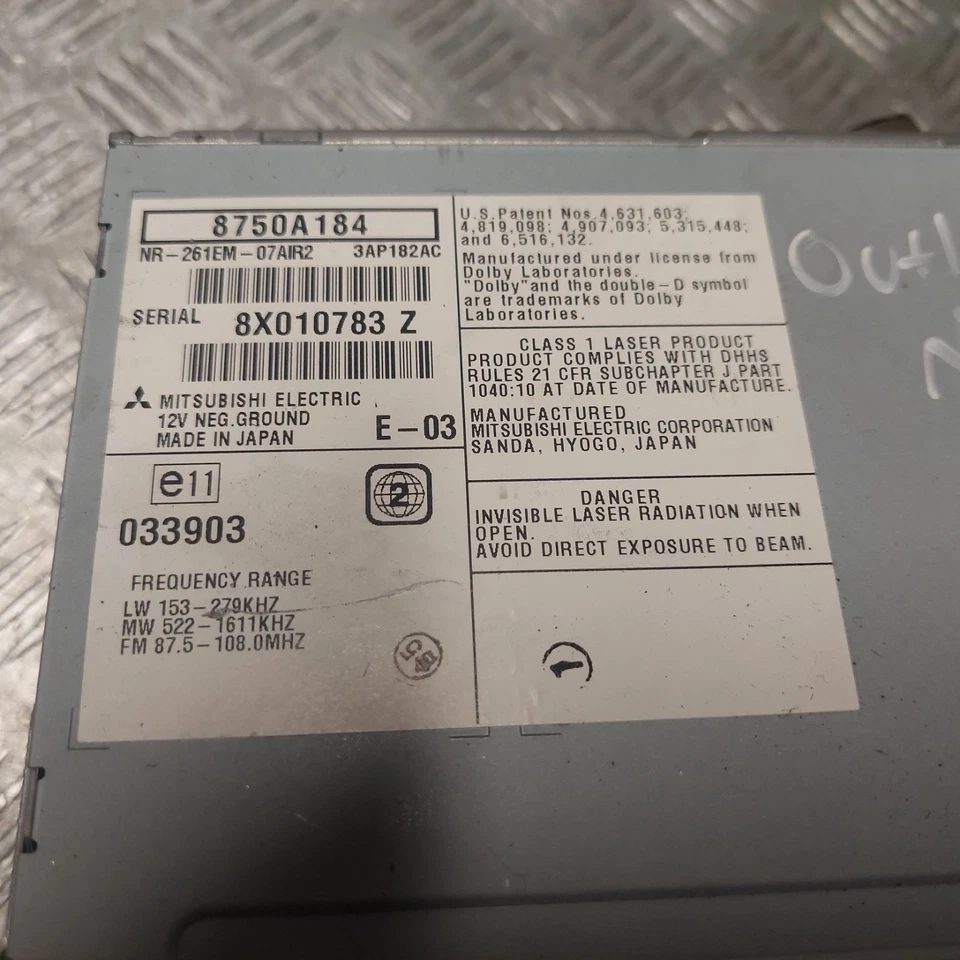 8750A184
NR-261EM-07AIR2 3AP182AC
SERIAL 8X010783 Z
MITSUBISHI ELECTRIC
12V NEG.GROUND
MADE IN JAPAN E-03
e11
2
033903
FREQUENCY RANGE
LW 153-279KHZ
MW 522-1611KHZ
FM 87.5-108.0MHZ
U.S.Patent Nos.4,631,603;
4,819,098; 4,907,093; 5,315,448;
and 6,516,132.
Manufactured under license from
Dolby Laboratories.
"Dolby"and the double-D symbol
are trademarks of Dolby
Laboratories.
CLASS 1 LASER PRODUCT
PRODUCT COMPLIES WITH DHHS
RULES 21 CFR SUBCHAPTER J PART
1040:10 AT DATE OF MANUFACTURE.
MANUFACTURED
MITSUBISHI ELECTRIC CORPORATION
SANDA, HYOGO, JAPAN
DANGER
INVISIBLE LASER RADIATION WHEN
OPEN.
AVOID DIRECT EXPOSURE TO BEAM.
1